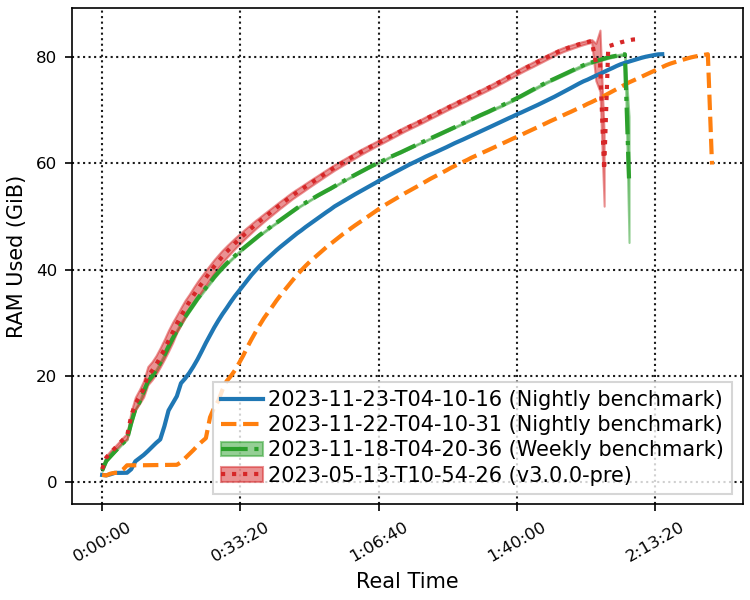 80
60
40
20
0
RAM Used (GiB)
2023-11-23-T04-10-16 (Nightly benchmark)
2023-11-22-T04-10-31 (Nightly benchmark)
2023-11-18-T04-20-36 (Weekly benchmark)
2023-05-13-T10-54-26 (v3.0.0-pre)
0:00:00
0:33:20
1:06:40
1:40:00
2:13:20
Real Time